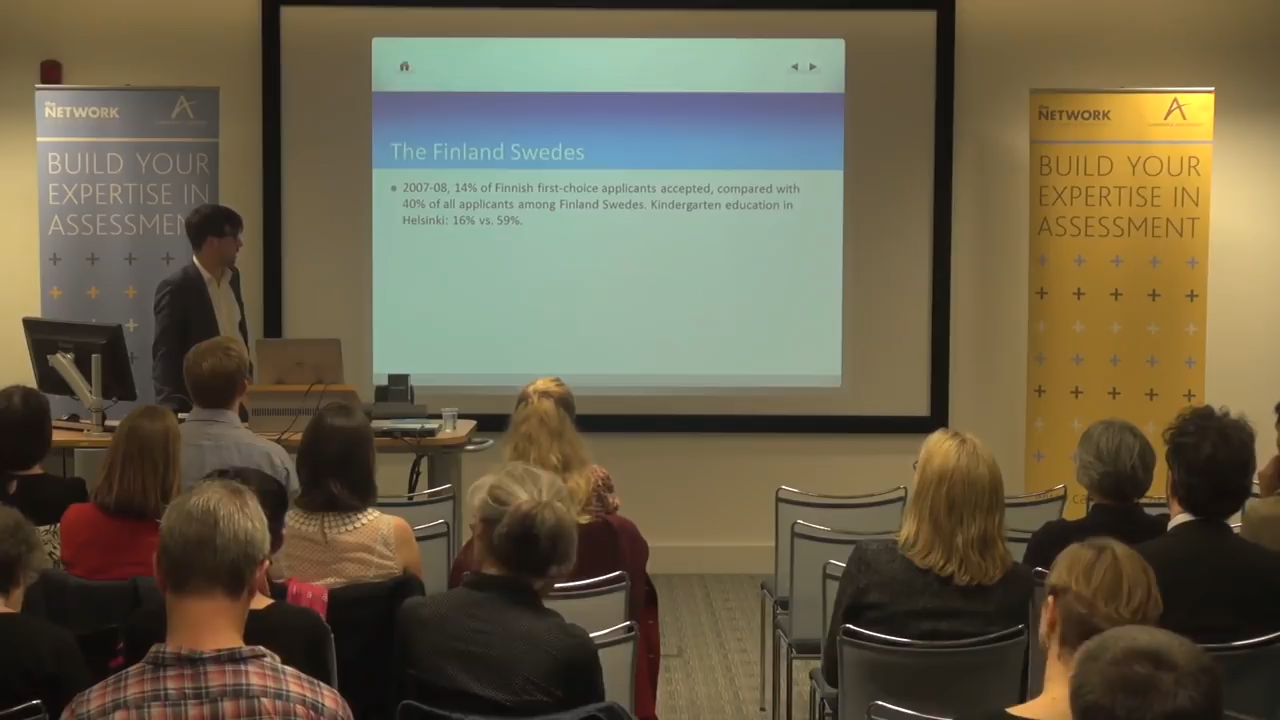 The Finland Swedes
2007-08, 14% of Finnish first-choice applicants accepted, compared with
40% of all applicants among Finland Swedes. Kindergarten education in
Helsinki: 16% vs. 59%.
the
NETWORK
BUILD YOUR
EXPERTISE IN
ASSESSMENT
the
NETWORK
BUILD YOUR
EXPERTISE IN
ASSESSMENT